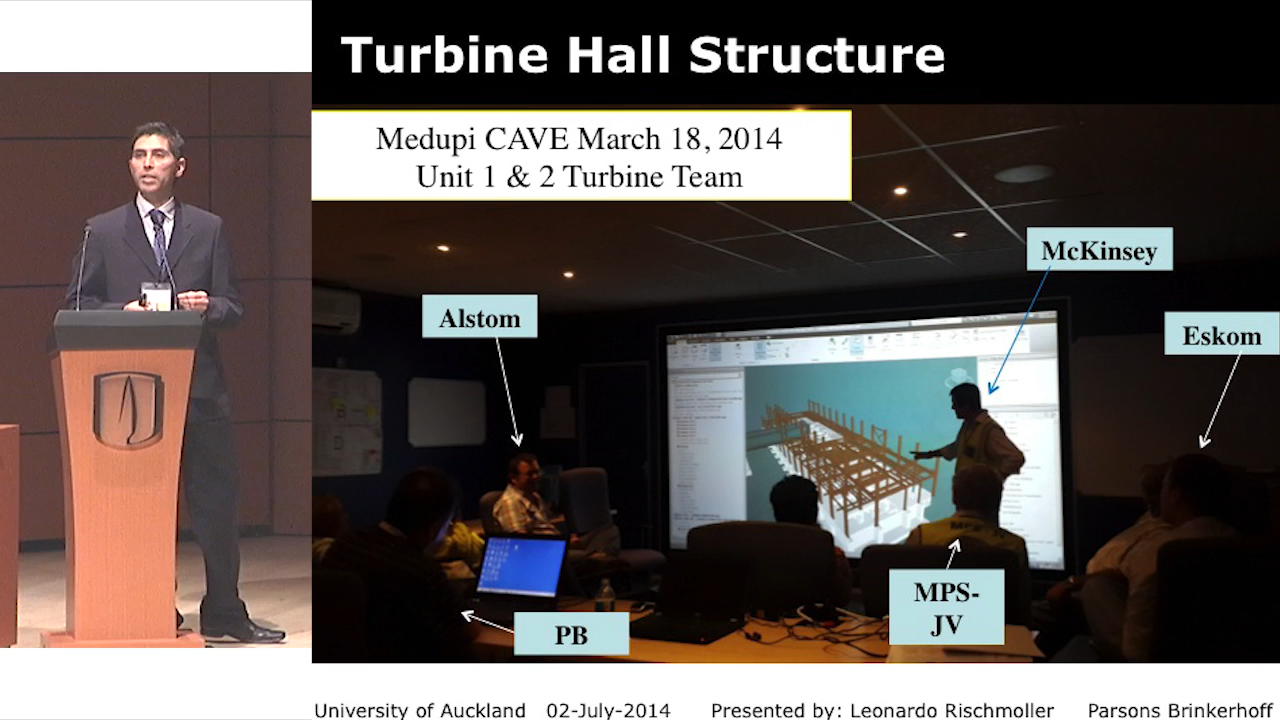 Turbine Hall Structure
Medupi CAVE March 18, 2014
Unit 1 & 2 Turbine Team
McKinsey
Alstom
Eskom
MPS-
JV
PB
University of Auckland 02-July-2014 Presented by: Leonardo Rischmoller Parsons Brinkerhoff